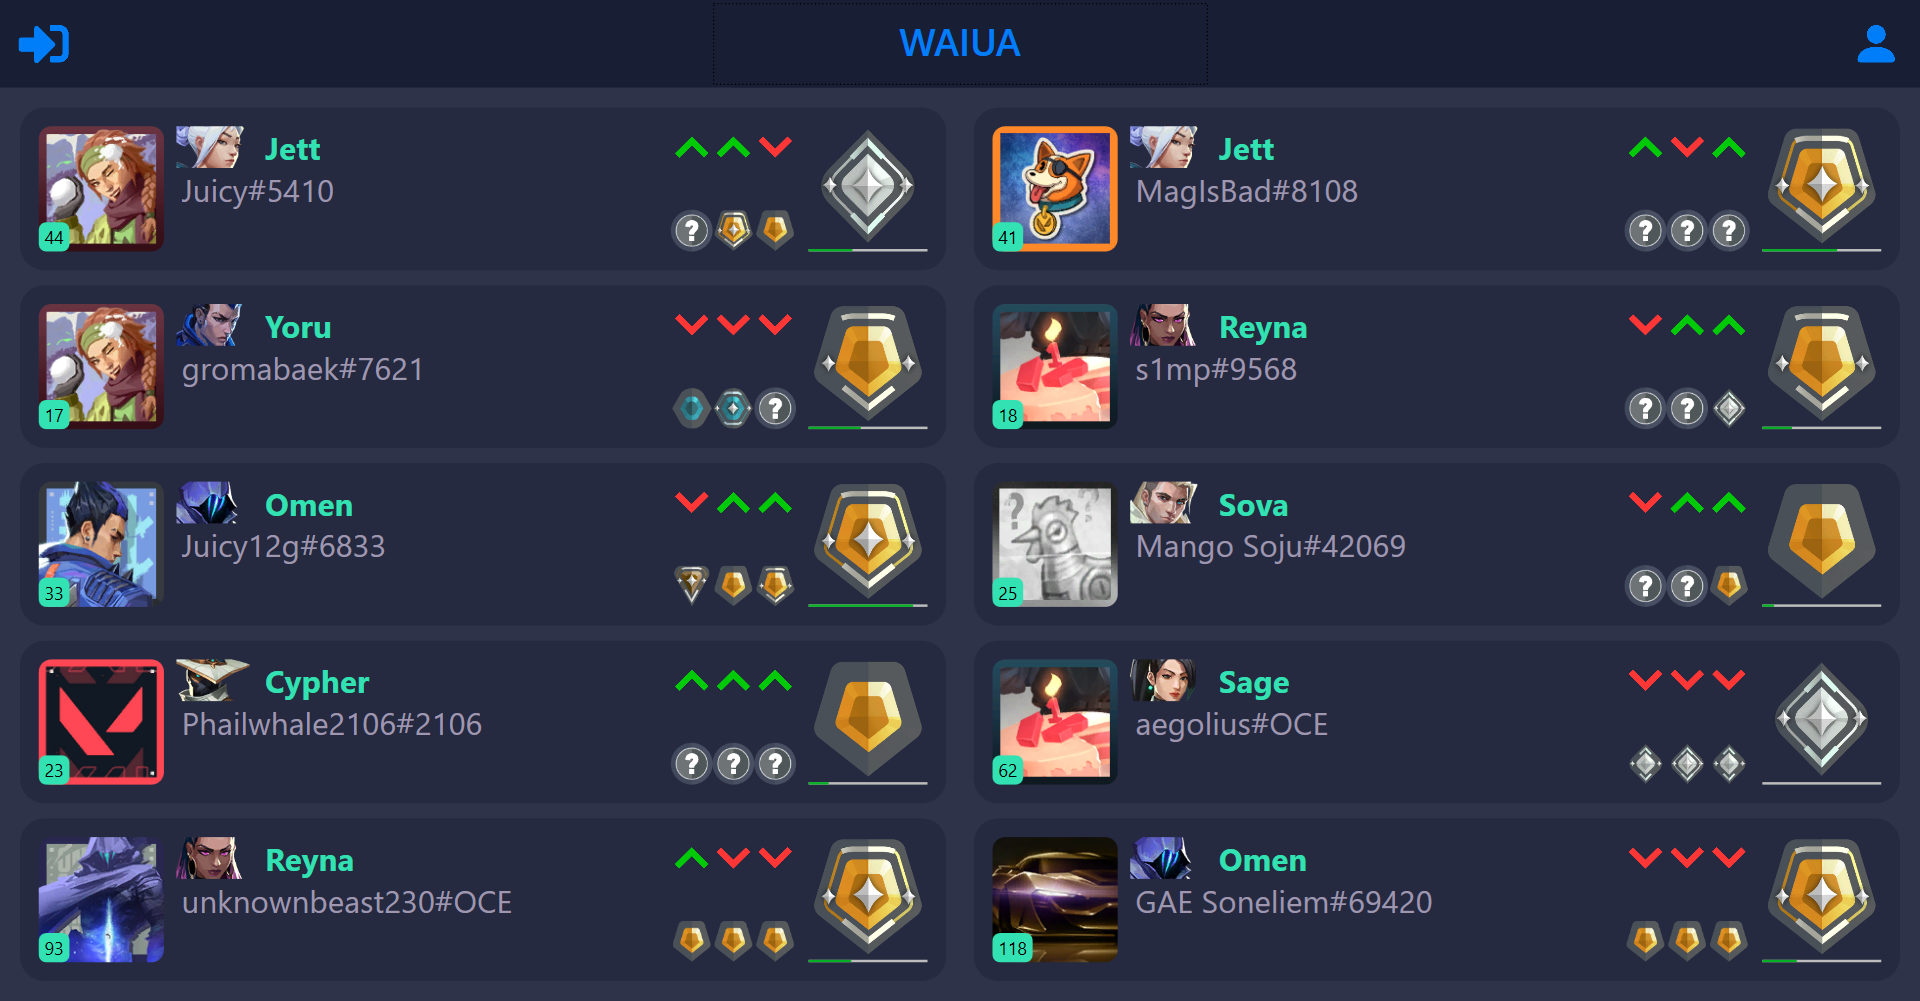 WAIUA
Jett
Juicy#5410
44
? 
Jett
MagIsBad#8108
41
? ? ?
Yoru
gromabaek#7621
17
?
Reyna
s1mp#9568
18
? ?
Omen
Juicy12g#6833
33
Sova
Mango Soju#42069
25
? ?
Cypher
Phailwhale2106#2106
23
? ? ?
Sage
aegolius#OCE
62
Reyna
unknownbeast230#OCE
93
Omen
GAE Soneliem#69420
118